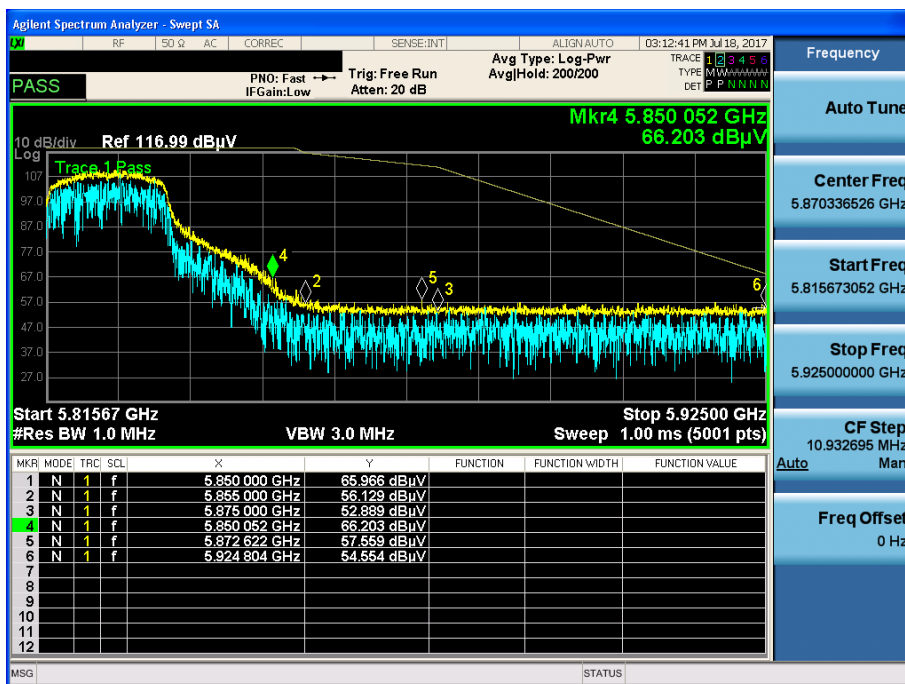 Agilent Spectrum Analyzer - Swept SA
LXI RF 50 Ω AC CORREC SENSE:INT ALIGN AUTO 03:12:41 PM Jul 18, 2017
Frequency
PASS
PNO: Fast
IFGain:Low
Trig: Free Run
Atten: 20 dB
Avg Type: Log-Pwr
Avg|Hold: 200/200
TRACE 1 2 3 4 5 6
TYPE MWWWWW
DET P P N N N N
Auto Tune
Mkr4 5.850 052 GHz
66.203 dBµV
10 dB/div Ref 116.99 dBµV
Log
Trace 1 Pass
107
97.0
87.0
77.0
67.0
57.0
47.0
37.0
27.0
4
2
5
3
6
Center Freq
5.870336526 GHz
Start Freq
5.815673052 GHz
Stop Freq
5.925000000 GHz
Start 5.81567 GHz Stop 5.92500 GHz
#Res BW 1.0 MHz VBW 3.0 MHz Sweep 1.00 ms (5001 pts)
CF Step
10.932695 MHz
Auto Man
MKR MODE TRC SCL X Y FUNCTION FUNCTION WIDTH FUNCTION VALUE
1 N 1 f 5.850 000 GHz 65.966 dBµV
2 N 1 f 5.855 000 GHz 56.129 dBµV
3 N 1 f 5.875 000 GHz 52.889 dBµV
4 N 1 f 5.850 052 GHz 66.203 dBµV
5 N 1 f 5.872 622 GHz 57.559 dBµV
6 N 1 f 5.924 804 GHz 54.554 dBµV
7
8
9
10
11
12
Freq Offset
0 Hz
MSG STATUS